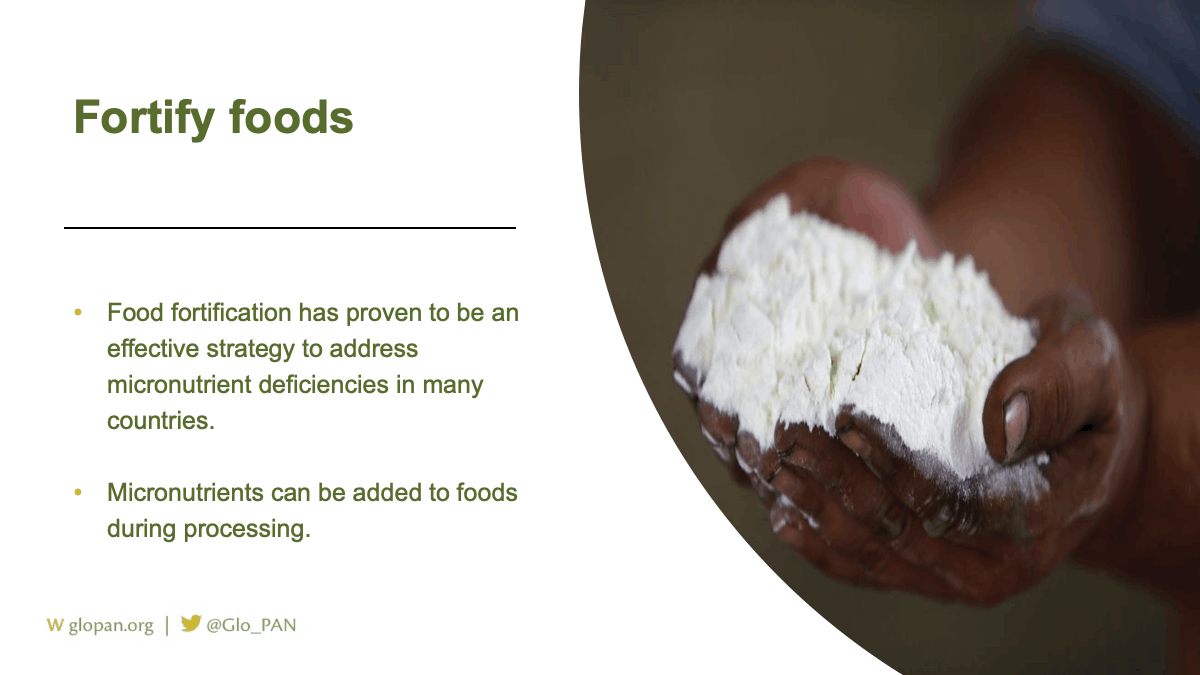 Fortify foods
• Food fortification has proven to be an
effective strategy to address
micronutrient deficiencies in many
countries.
• Micronutrients can be added to foods
during processing.
W glopan.org | @Glo_PAN